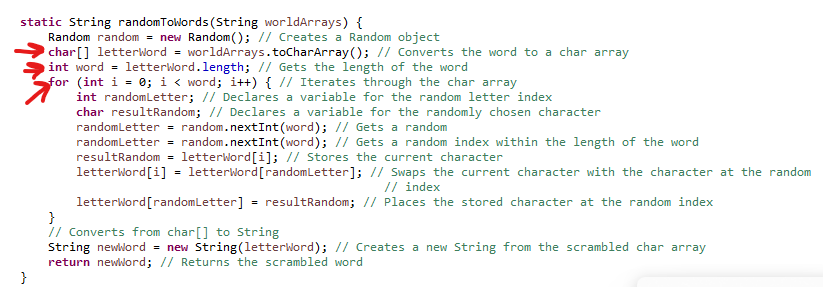 static String randomToWords(String worldArrays) {
Random random = new Random(); // Creates a Random object
char[] letterWord = worldArrays.toCharArray(); // Converts the word to a char array
int word = letterWord.length; // Gets the length of the word
for (int i = 0; i < word; i++) { // Iterates through the char array
int randomLetter; // Declares a variable for the random letter index
char resultRandom; // Declares a variable for the randomly chosen character
randomLetter = random.nextInt(word); // Gets a random
randomLetter = random.nextInt(word); // Gets a random index within the length of the word
resultRandom = letterWord[i]; // Stores the current character
letterWord[i] = letterWord[randomLetter]; // Swaps the current character with the character at the random
// index
letterWord[randomLetter] = resultRandom; // Places the stored character at the random index
}
// Converts from char[] to String
String newWord = new String(letterWord); // Creates a new String from the scrambled char array
return newWord; // Returns the scrambled word
}